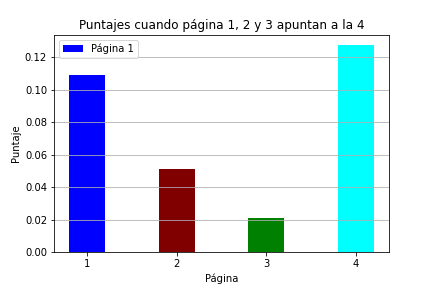 Puntajes cuando página 1, 2 y 3 apuntan a la 4
Página 1
0.12
0.10
0.08
0.06
0.04
0.02
0.00
Puntaje
1 2 3 4
Página